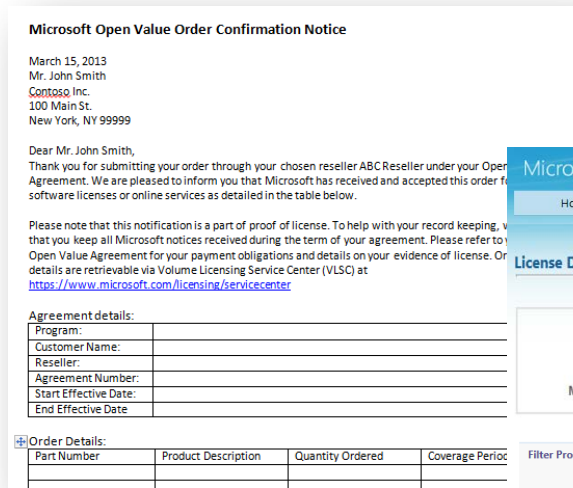 Microsoft Open Value Order Confirmation Notice
March 15, 2013
Mr. John Smith
Contoso Inc.
100 Main St.
New York, NY 99999
Dear Mr. John Smith,
Thank you for submitting your order through your chosen reseller ABC Reseller under your Oper
Agreement. We are pleased to inform you that Microsoft has received and accepted this order f
software licenses or online services as detailed in the table below.
Please note that this notification is a part of proof of license. To help with your record keeping,
that you keep all Microsoft notices received during the term of your agreement. Please refer to
Open Value Agreement for your payment obligations and details on your evidence of license. Or
details are retrievable via Volume Licensing Service Center (VLSC) at
https://www.microsoft.com/licensing/servicecenter
Agreement details:
Program:
Customer Name:
Reseller:
Agreement Number:
Start Effective Date:
End Effective Date
Order Details:
Part Number Product Description Quantity Ordered Coverage Period
Micro
Ho
License D
M
Filter Pro